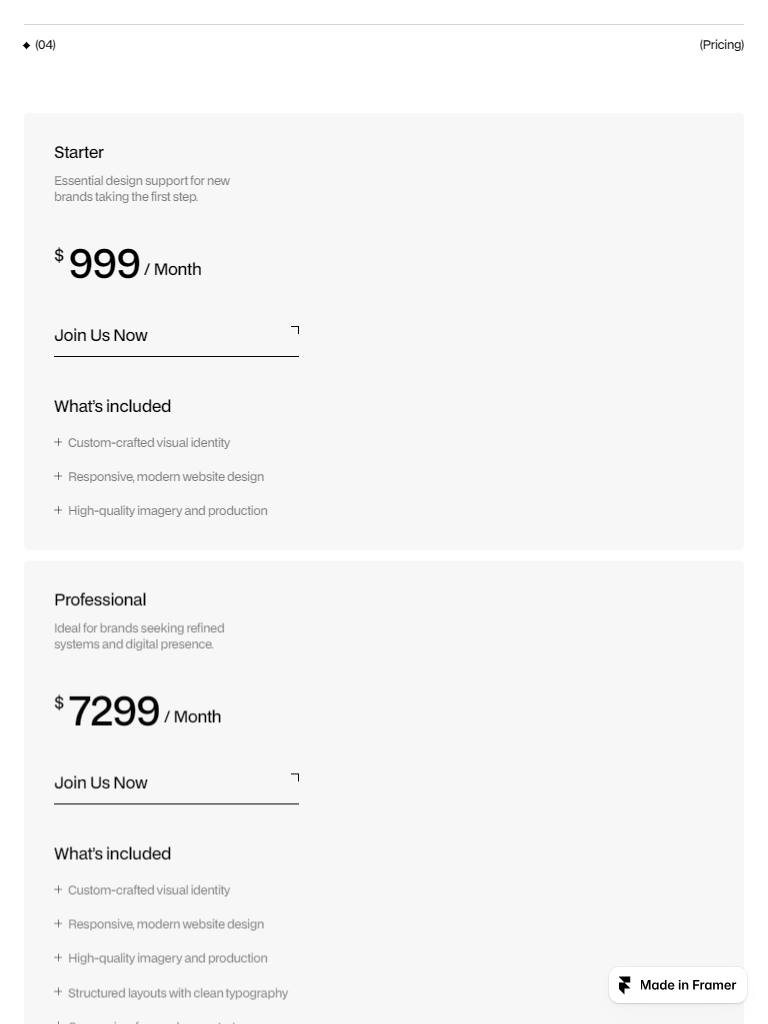 (04)
(Pricing)
Starter
Essential design support for new
brands taking the first step.
$ 999 / Month
Join Us Now
What's included
+ Custom-crafted visual identity
+ Responsive, modern website design
+ High-quality imagery and production
Professional
Ideal for brands seeking refined
systems and digital presence.
$ 7299 / Month
Join Us Now
What's included
+ Custom-crafted visual identity
+ Responsive, modern website design
+ High-quality imagery and production
+ Structured layouts with clean typography
Made in Framer